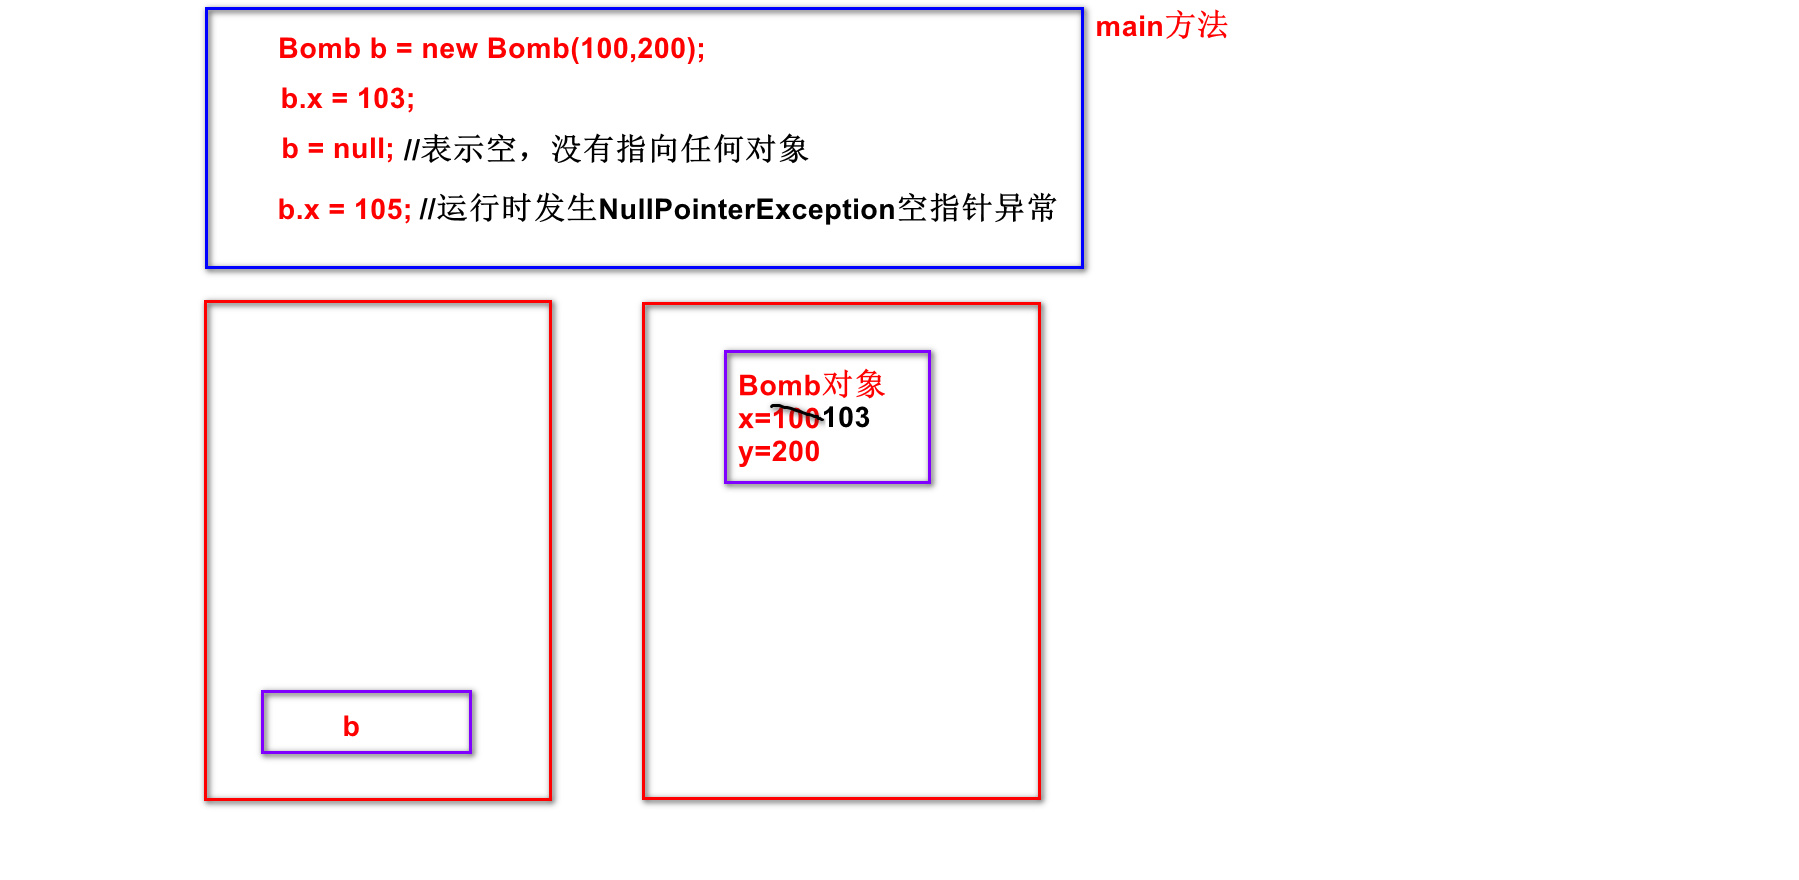 main方法
Bomb b = new Bomb(100,200);
b.x = 103;
b = null; //表示空，没有指向任何对象
b.x = 105; //运行时发生NullPointerException空指针异常
Bomb对象
x=100103
y=200
b